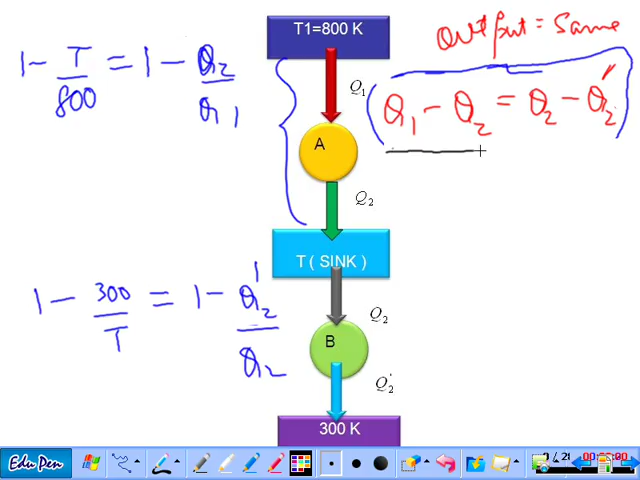 T1=800 K
output = same
1 - T/800 = 1 - Q2/Q1
Q1
Q1 - Q2 = Q2 - Q2'
A
Q2
T ( SINK )
1 - 300/T = 1 - Q2'/Q2
Q2
B
Q2'
300 K
Edu Pen